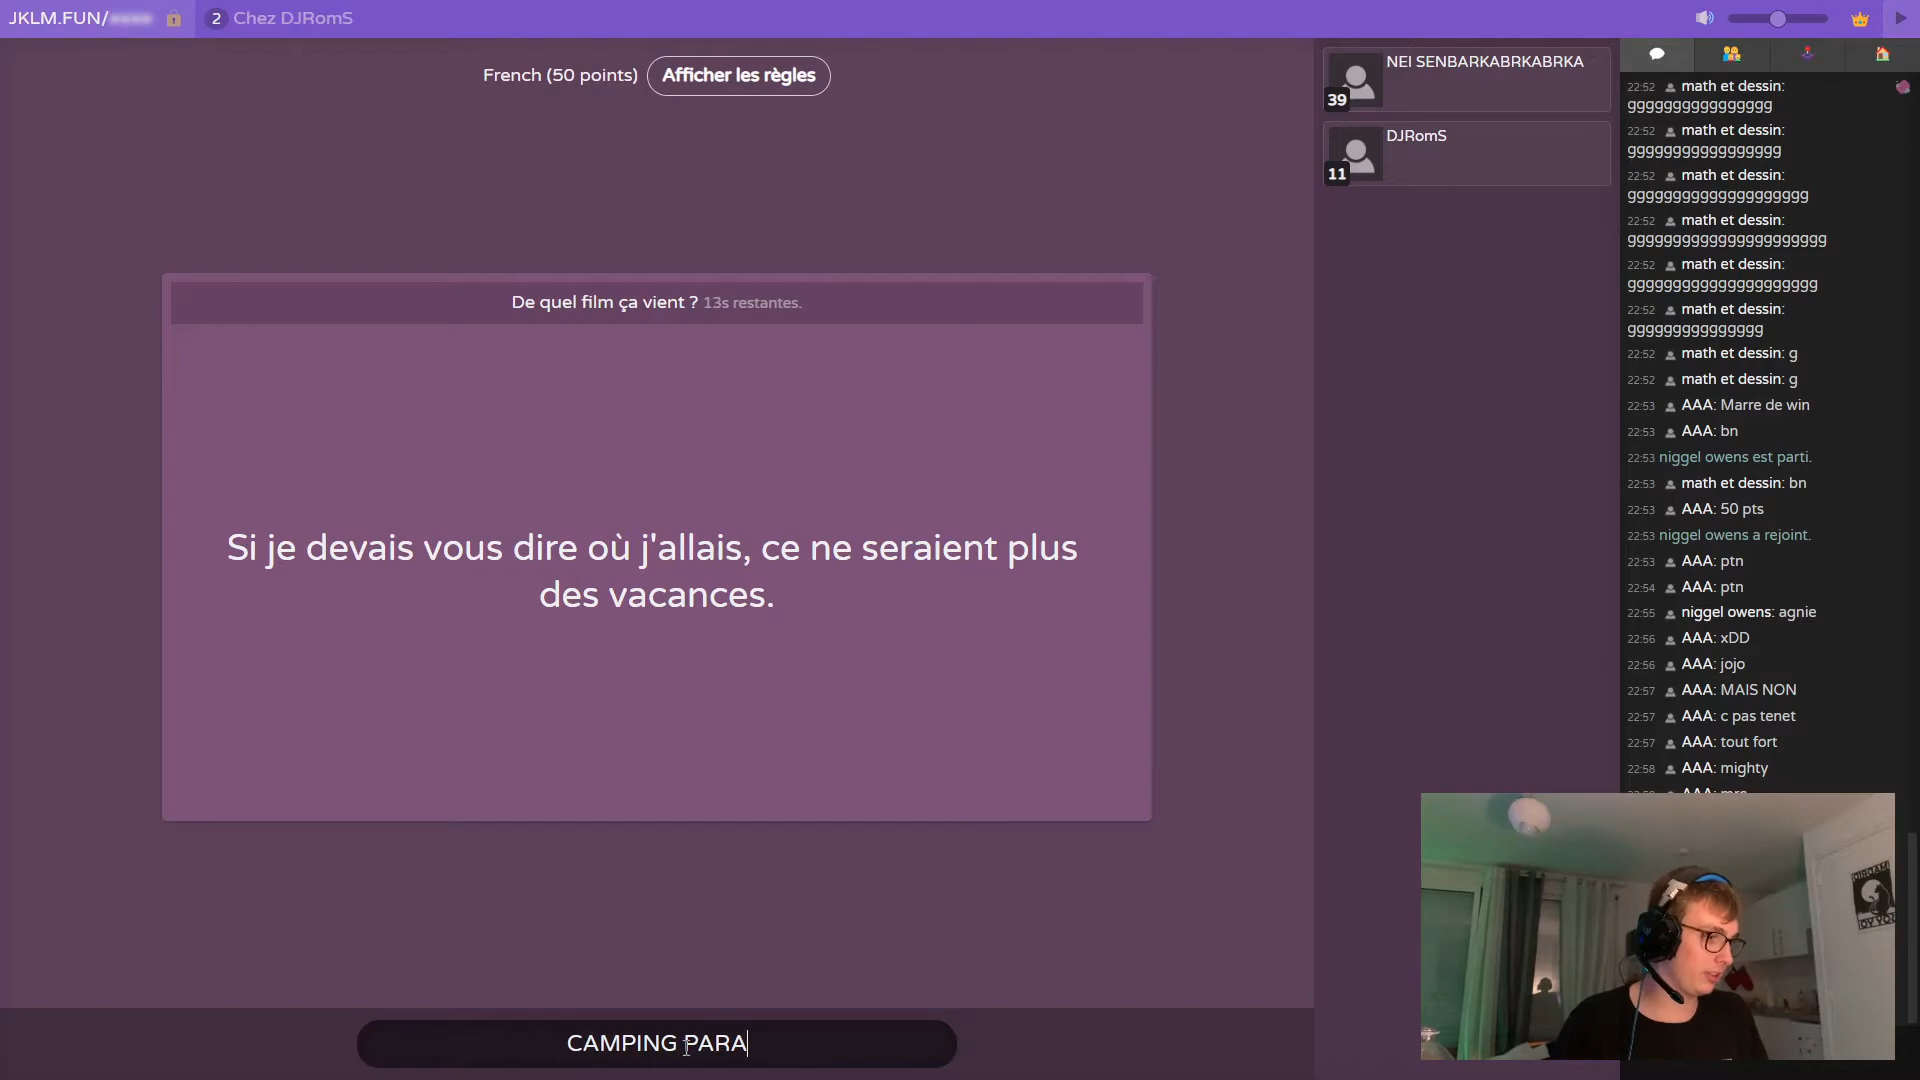 JKLM.FUN/
2 Chez DJRomS
French (50 points) Afficher les règles
De quel film ça vient ? 13s restantes.
Si je devais vous dire où j'allais, ce ne seraient plus
des vacances.
CAMPING PARA
NEI SENBARKABRKABRKA
39
DJRomS
11
22:52 math et dessin:
gggggggggggggggg
22:52 math et dessin:
ggggggggggggggggg
22:52 math et dessin:
gggggggggggggggggggg
22:52 math et dessin:
gggggggggggggggggggggg
22:52 math et dessin:
ggggggggggggggggggggg
22:52 math et dessin:
ggggggggggggggg
22:52 math et dessin: g
22:52 math et dessin: g
22:53 AAA: Marre de win
22:53 AAA: bn
22:53 niggel owens est parti.
22:53 math et dessin: bn
22:53 AAA: 50 pts
22:53 niggel owens a rejoint.
22:53 AAA: ptn
22:54 AAA: ptn
22:55 niggel owens: agnie
22:56 AAA: xDD
22:56 AAA: jojo
22:57 AAA: MAIS NON
22:57 AAA: c pas tenet
22:57 AAA: tout fort
22:58 AAA: mighty